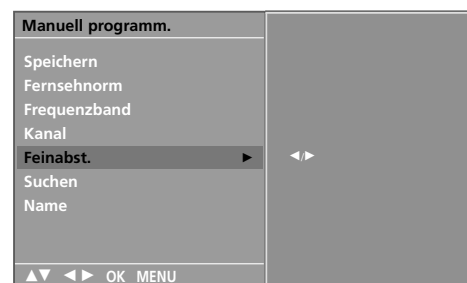 Manuell programm.
Speichern
Fernsehnorm
Frequenzband
Kanal
Feinabst. ► ◄/►
Suchen
Name
▲▼ ◄► OK MENU